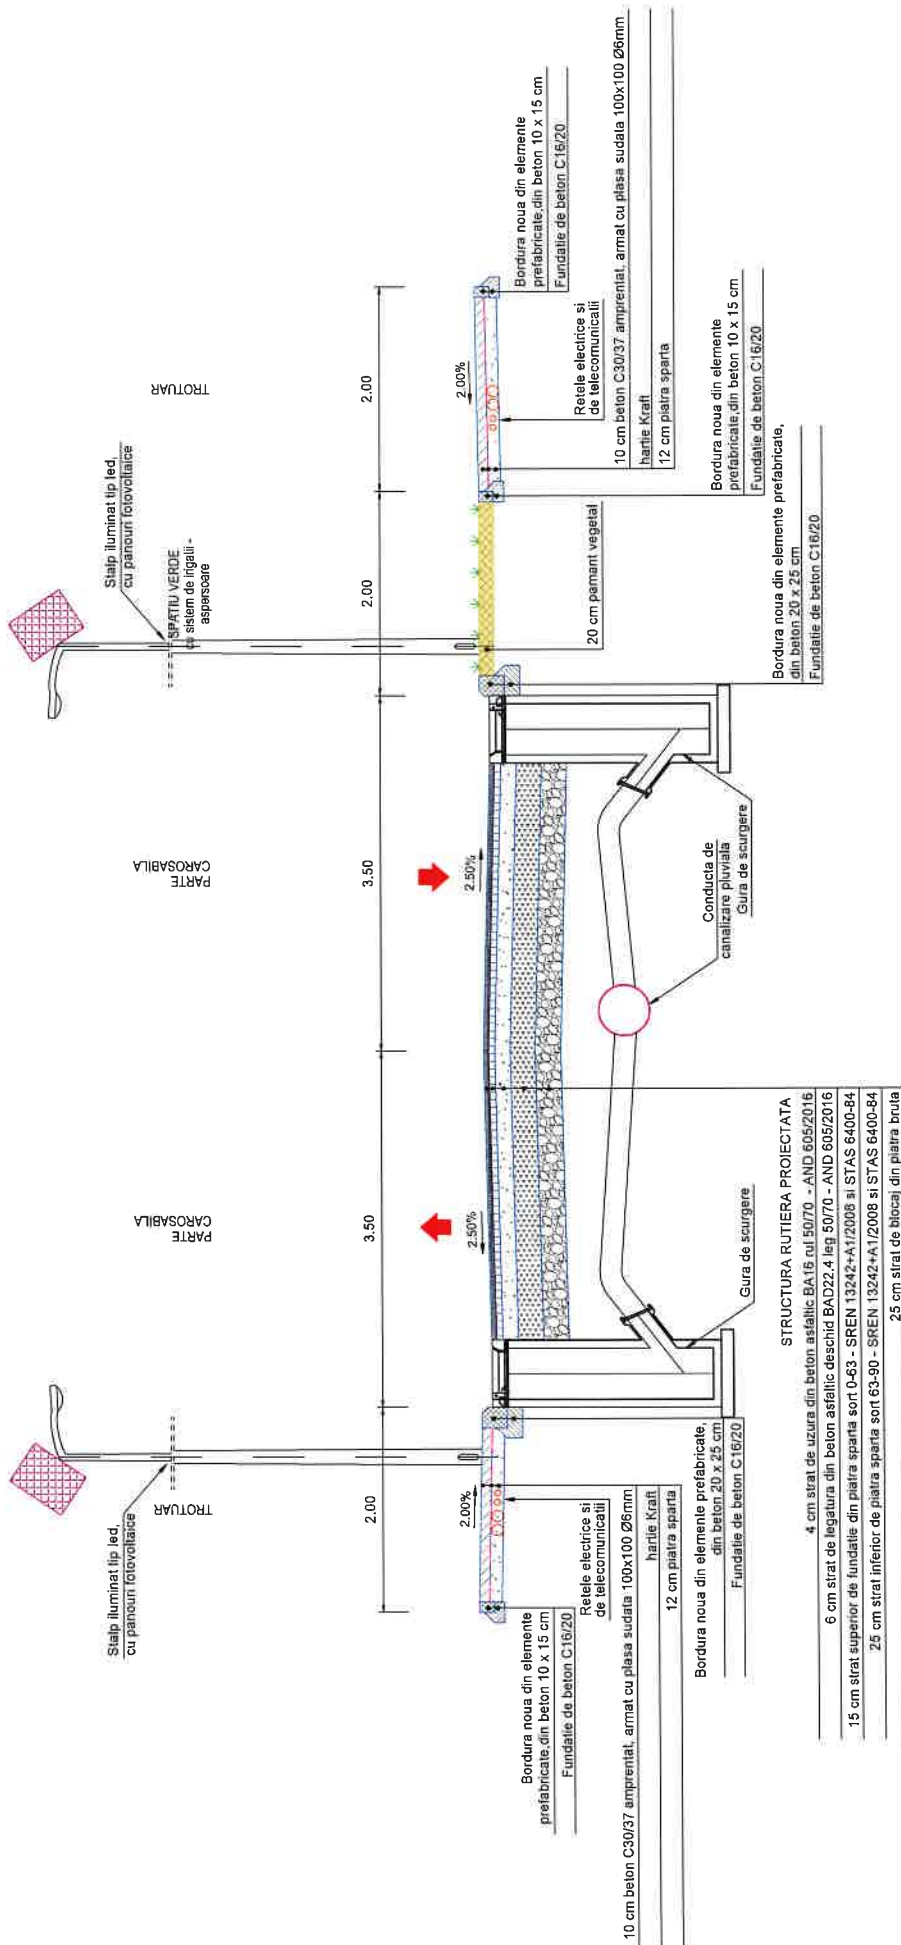 Stalp iluminat tip led,
cu panouri fotovoltaice
TROTUAR
2.00
PARTE
CAROSABILA
3.50
PARTE
CAROSABILA
3.50
Stalp iluminat tip led,
cu panouri fotovoltaice
SPATIU VERDE
cu sistem de irigatii -
aspersoare
2.00
TROTUAR
2.00
2.00%
2.50%
2.50%
2.00%
Bordura noua din elemente
prefabricate,din beton 10 x 15 cm
Fundatie de beton C16/20
Retele electrice si
de telecomunicatii
10 cm beton C30/37 amprentat, armat cu plasa sudata 100x100 Ø6mm
hartie Kraft
12 cm piatra sparta
Bordura noua din elemente prefabricate,
din beton 20 x 25 cm
Fundatie de beton C16/20
Gura de scurgere
STRUCTURA RUTIERA PROIECTATA
4 cm strat de uzura din beton asfaltic BA16 rul 50/70 - AND 605/2016
6 cm strat de legatura din beton asfaltic deschid BAD22.4 leg 50/70 - AND 605/2016
15 cm strat superior de fundatie din piatra sparta sort 0-63 - SREN 13242+A1/2008 si STAS 6400-84
25 cm strat inferior de piatra sparta sort 63-90 - SREN 13242+A1/2008 si STAS 6400-84
25 cm strat de blocaj din piatra bruta
Conducta de
canalizare pluviala
Gura de scurgere
20 cm pamant vegetal
Bordura noua din elemente prefabricate,
din beton 20 x 25 cm
Fundatie de beton C16/20
Bordura noua din elemente
prefabricate,din beton 10 x 15 cm
Fundatie de beton C16/20
Retele electrice si
de telecomunicatii
10 cm beton C30/37 amprentat, armat cu plasa sudata 100x100 Ø6mm
hartie Kraft
12 cm piatra sparta
Bordura noua din elemente
prefabricate,din beton 10 x 15 cm
Fundatie de beton C16/20